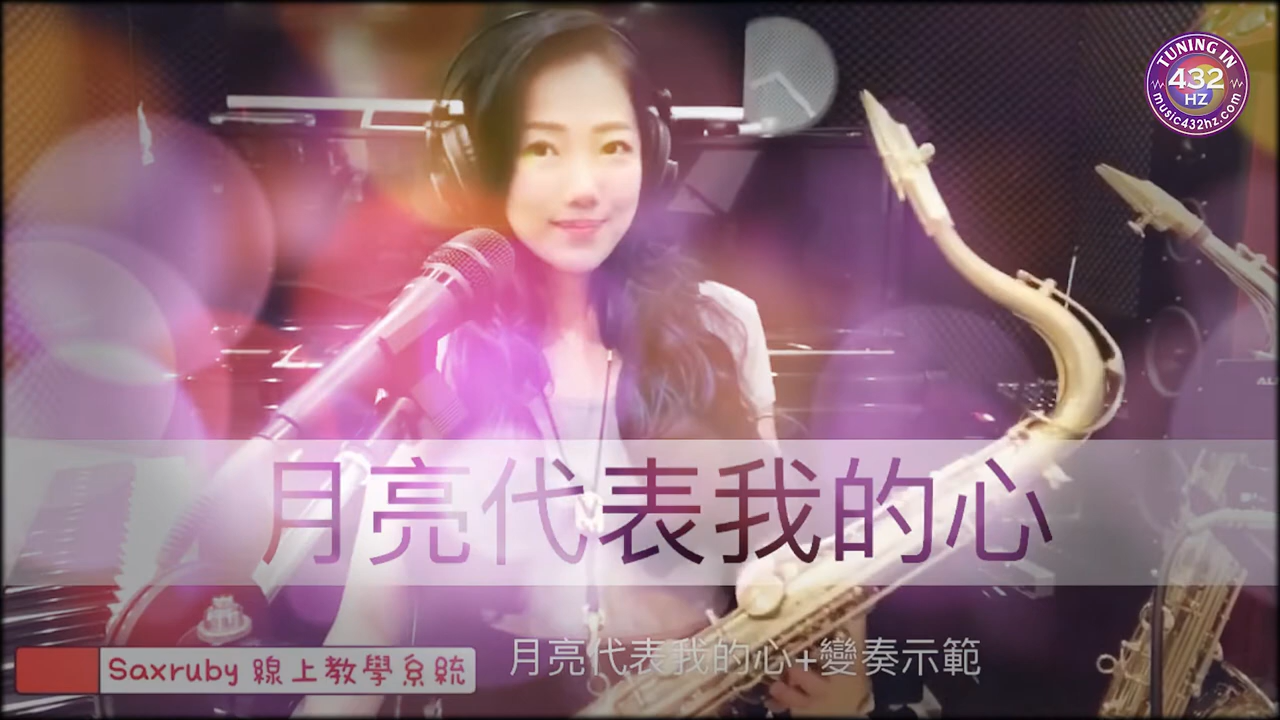 TUNING IN
432
HZ
music432hz.com
月亮代表我的心
月亮代表我的心+變奏示範
Saxruby 線上教學系統